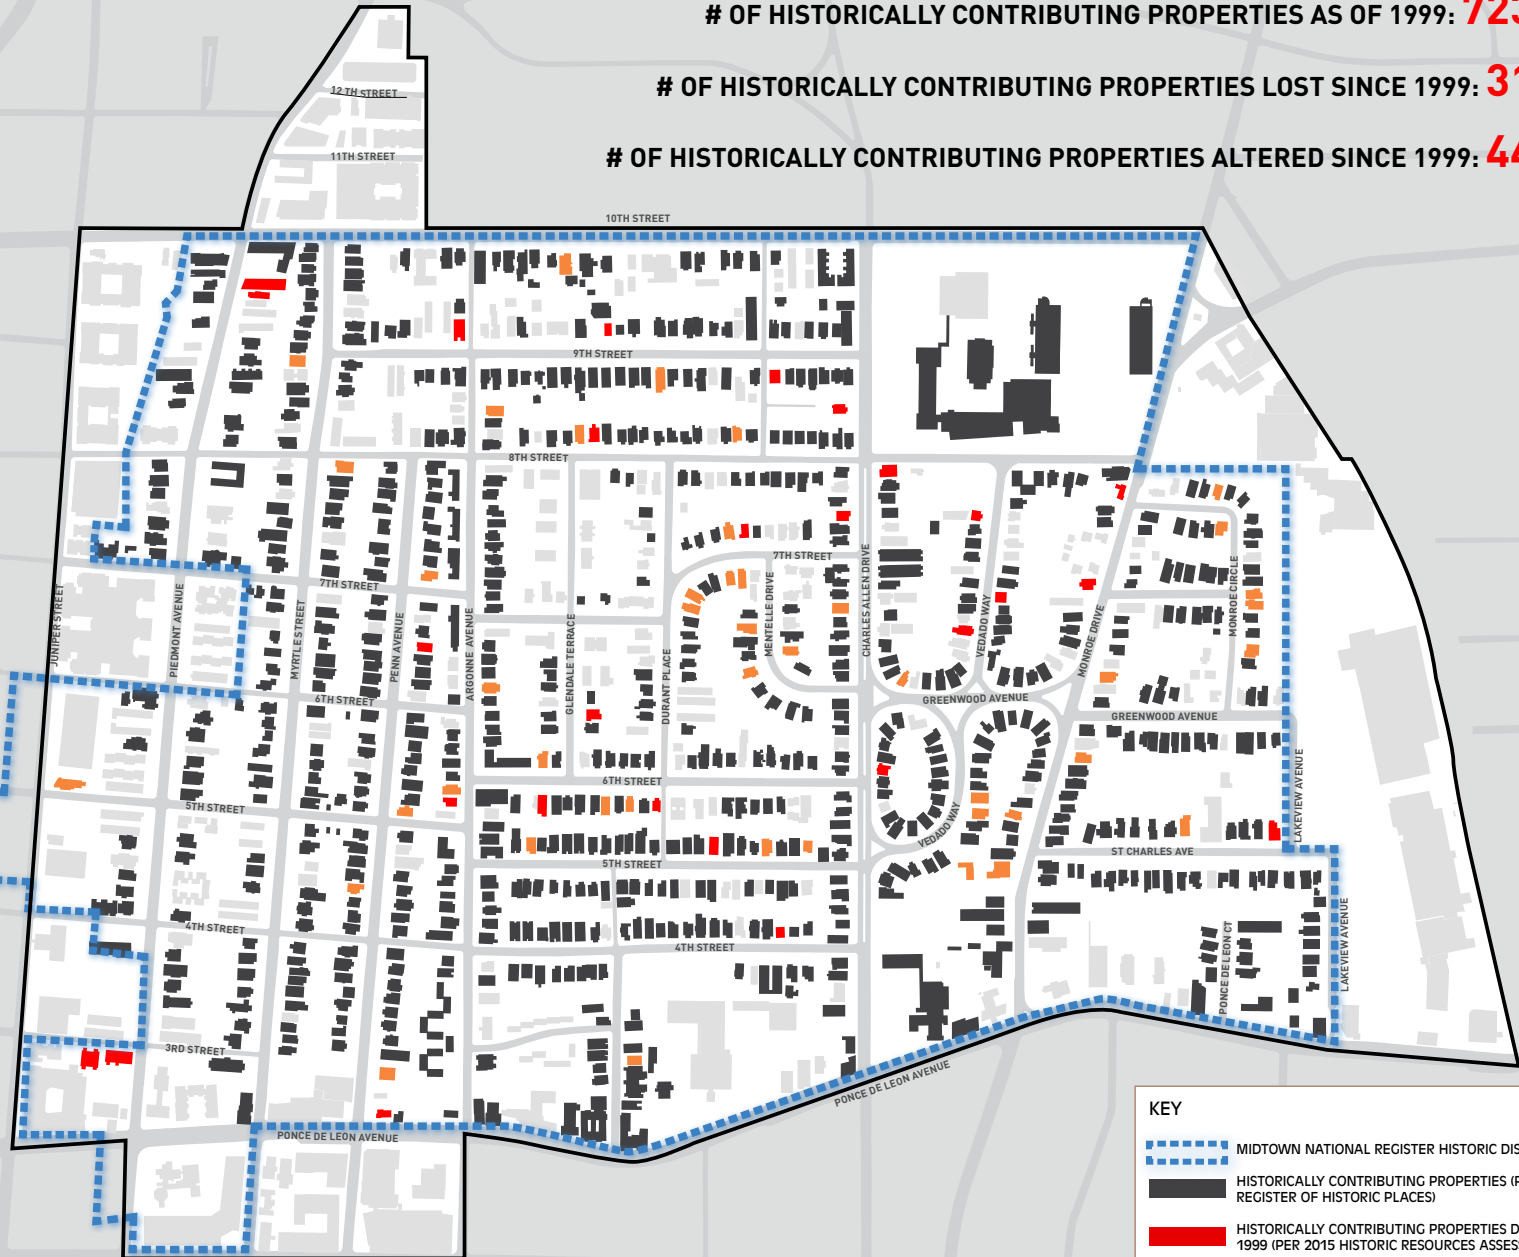 # OF HISTORICALLY CONTRIBUTING PROPERTIES AS OF 1999: 723
# OF HISTORICALLY CONTRIBUTING PROPERTIES LOST SINCE 1999: 31
# OF HISTORICALLY CONTRIBUTING PROPERTIES ALTERED SINCE 1999: 44
12TH STREET
11TH STREET
10TH STREET
9TH STREET
8TH STREET
7TH STREET
7TH STREET
JUNIPER STREET
PIEDMONT AVENUE
MYRTLE STREET
PENN AVENUE
ARGONNE AVENUE
GLENDALE TERRACE
DURANT PLACE
MENTELLE DRIVE
CHARLES ALLEN DRIVE
VEDADO WAY
MONROE DRIVE
MONROE CIRCLE
6TH STREET
GREENWOOD AVENUE
GREENWOOD AVENUE
6TH STREET
LAKEVIEW AVENUE
5TH STREET
VEDADO WAY
5TH STREET
ST CHARLES AVE
4TH STREET
4TH STREET
PONCE DE LEON CT
LAKEVIEW AVENUE
3RD STREET
PONCE DE LEON AVENUE
PONCE DE LEON AVENUE
KEY
MIDTOWN NATIONAL REGISTER HISTORIC DIS
HISTORICALLY CONTRIBUTING PROPERTIES (P
REGISTER OF HISTORIC PLACES)
HISTORICALLY CONTRIBUTING PROPERTIES D
1999 (PER 2015 HISTORIC RESOURCES ASSES